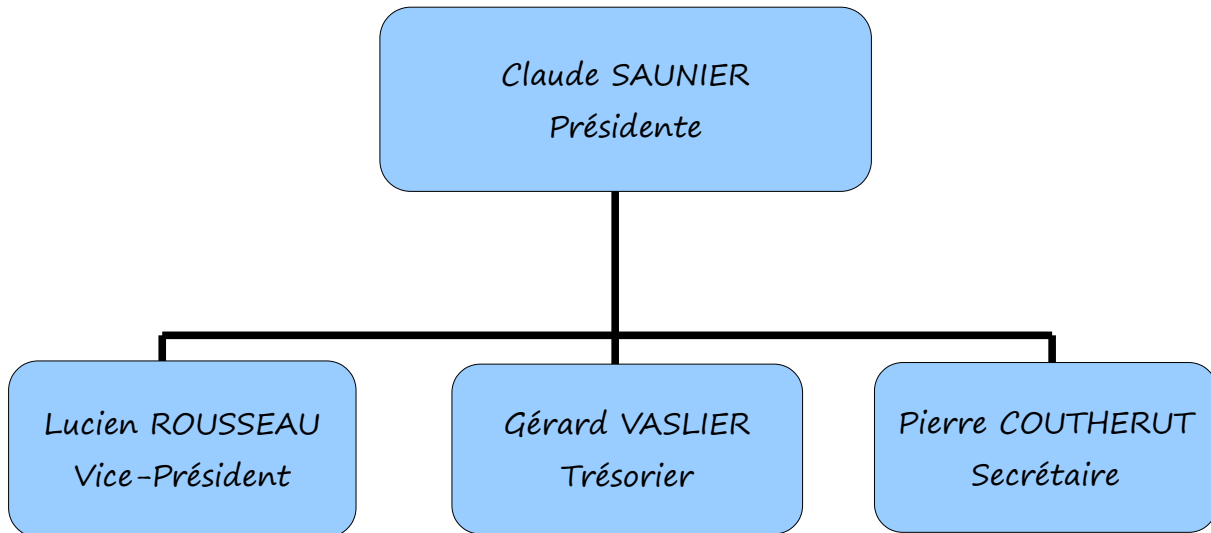 Claude SAUNIER
Présidente
Lucien ROUSSEAU
Vice-Président
Gérard VASLIER
Trésorier
Pierre COUTHERUT
Secrétaire